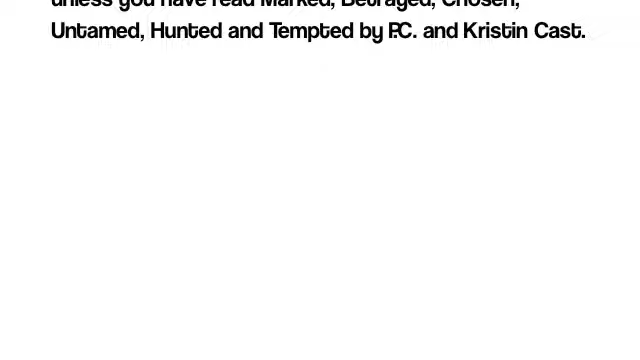 unless you have read Marked, Betrayed, Chosen,
Untamed, Hunted and Tempted by P.C. and Kristin Cast.